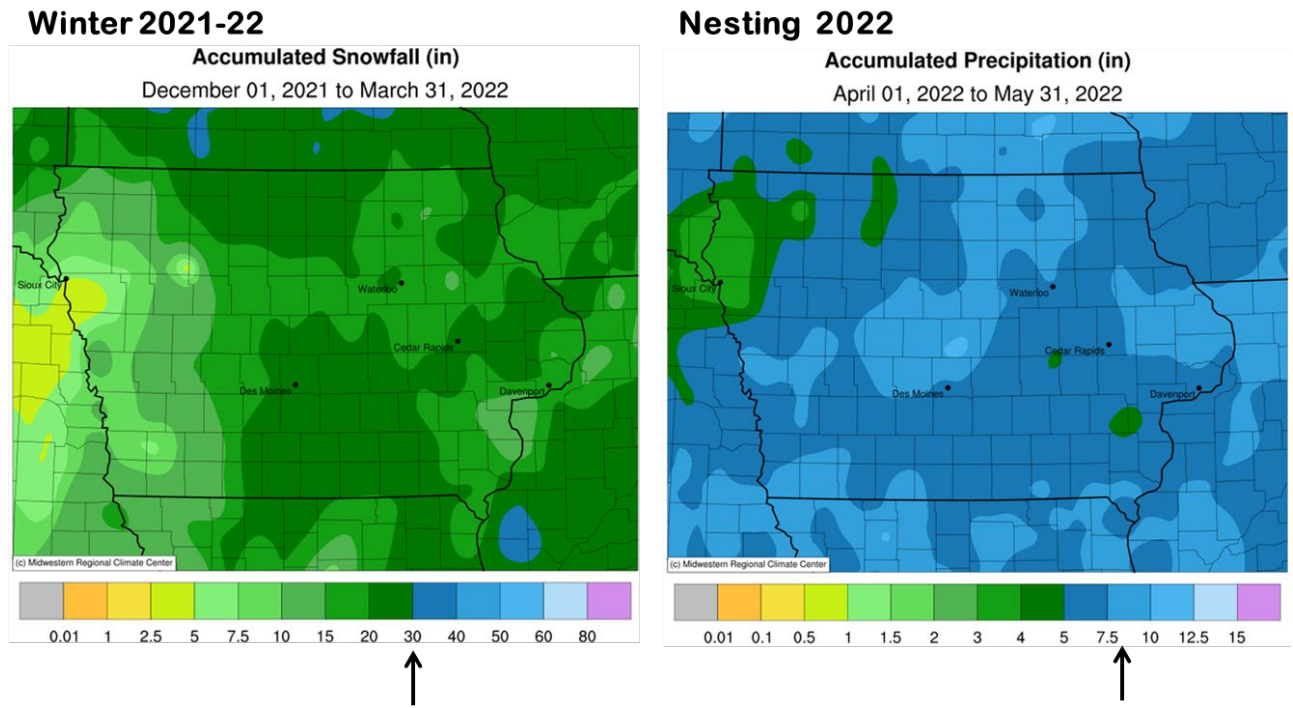 Winter 2021-22
Accumulated Snowfall (in)
December 01, 2021 to March 31, 2022
Sioux City
Waterloo
Cedar Rapids
Des Moines
Davenport
(c) Midwestern Regional Climate Center
0.01 1 2.5 5 7.5 10 15 20 30 40 50 60 80
Nesting 2022
Accumulated Precipitation (in)
April 01, 2022 to May 31, 2022
Sioux City
Waterloo
Cedar Rapids
Des Moines
Davenport
(c) Midwestern Regional Climate Center
0.01 0.1 0.5 1 1.5 2 3 4 5 7.5 10 12.5 15